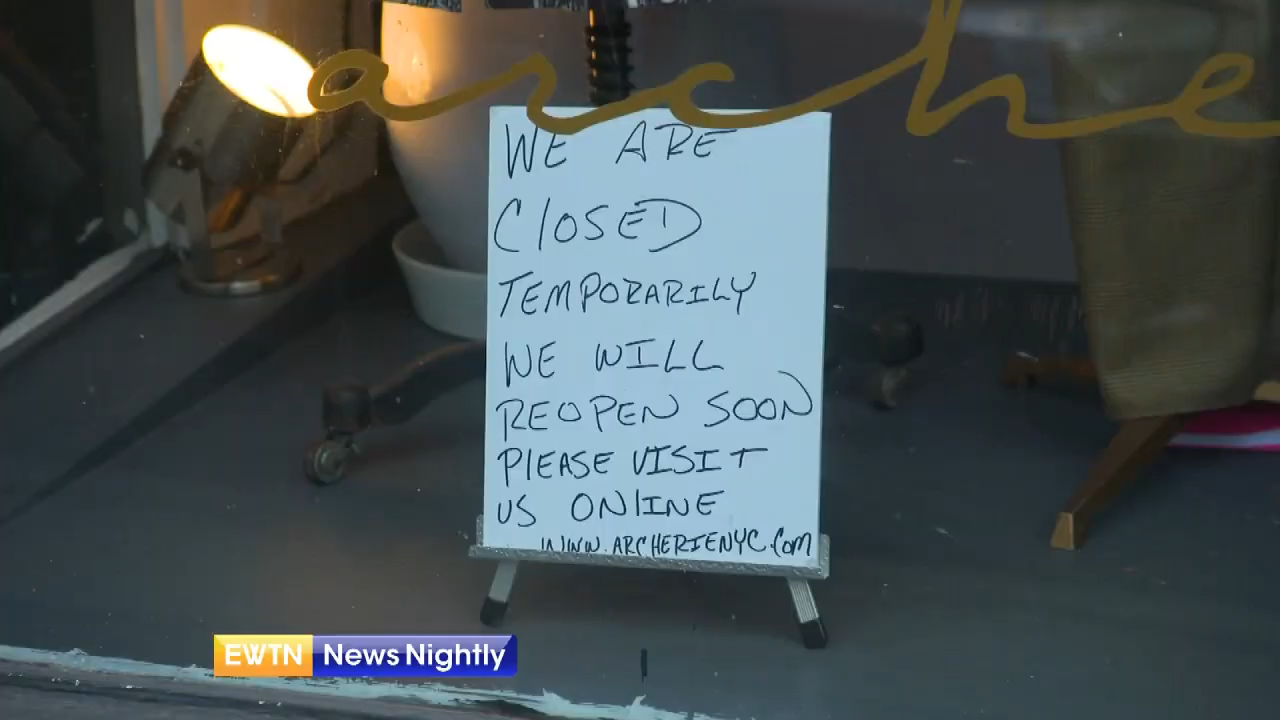 arche
WE ARE
ClOSED
TEMPORARILY
WE WILL
REOPEN SOON
PlEASE VISIT
US ONlINE
WWW.ARCHERIENYC.COM
EWTN News Nightly